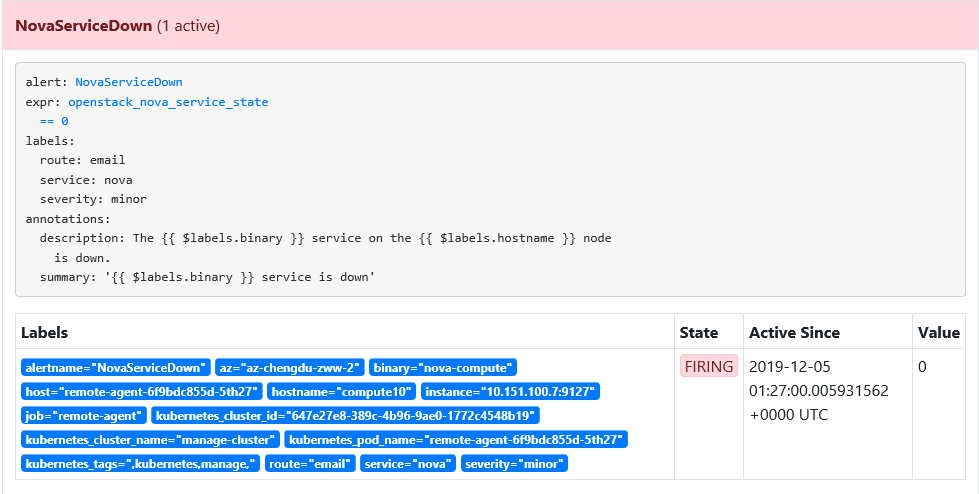 NovaServiceDown (1 active)
alert: NovaServiceDown
expr: openstack_nova_service_state
== 0
labels:
route: email
service: nova
severity: minor
annotations:
description: The {{ $labels.binary }} service on the {{ $labels.hostname }} node
is down.
summary: '{{ $labels.binary }} service is down'
Labels State Active Since Value
alertname="NovaServiceDown" az="az-chengdu-zww-2" binary="nova-compute"
host="remote-agent-6f9bdc855d-5th27" hostname="compute10" instance="10.151.100.7:9127"
job="remote-agent" kubernetes_cluster_id="647e27e8-389c-4b96-9ae0-1772c4548b19"
kubernetes_cluster_name="manage-cluster" kubernetes_pod_name="remote-agent-6f9bdc855d-5th27"
kubernetes_tags=",kubernetes,manage," route="email" service="nova" severity="minor"
FIRING
2019-12-05
01:27:00.005931562
+0000 UTC
0